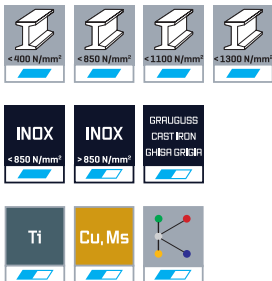 <400 N/mm² <850 N/mm² <1100 N/mm² <1300 N/mm²
INOX INOX GRAUGUSS
CAST IRON
GHISA GRIGIA
<850 N/mm² >850 N/mm²
Ti Cu, Ms